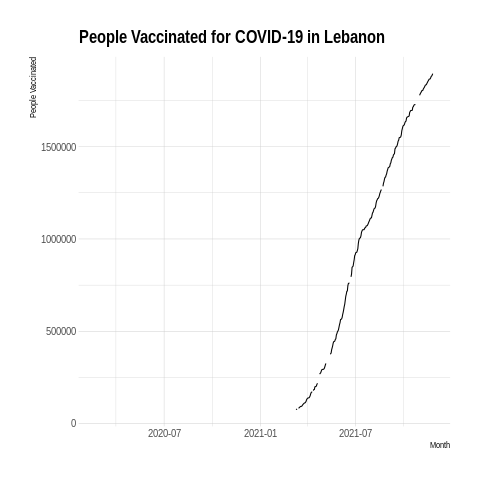 People Vaccinated for COVID-19 in Lebanon
People Vaccinated
1500000
1000000
500000
0
2020-07 2021-01 2021-07
Month